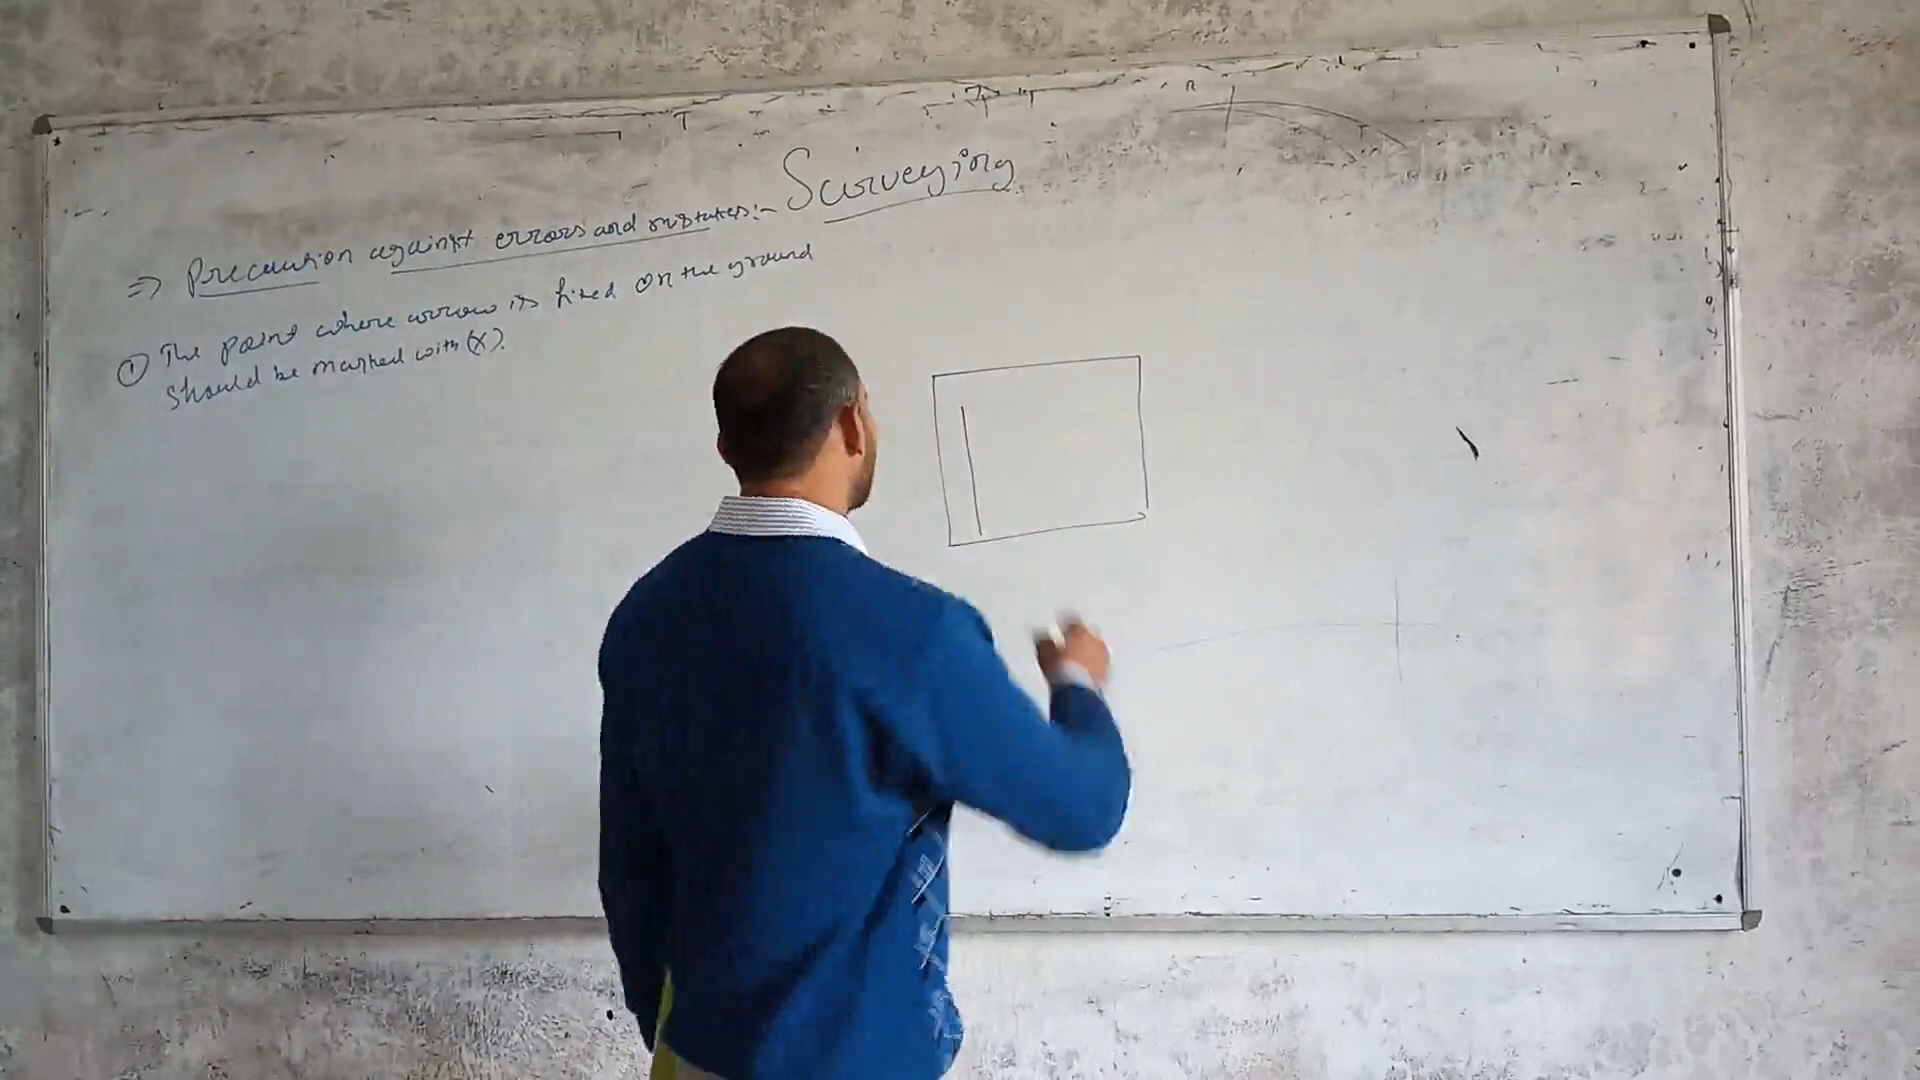 Surveying
=> Precaution against errors and mistakes:-
① The point where arrow is fixed on the ground
should be marked with (X).